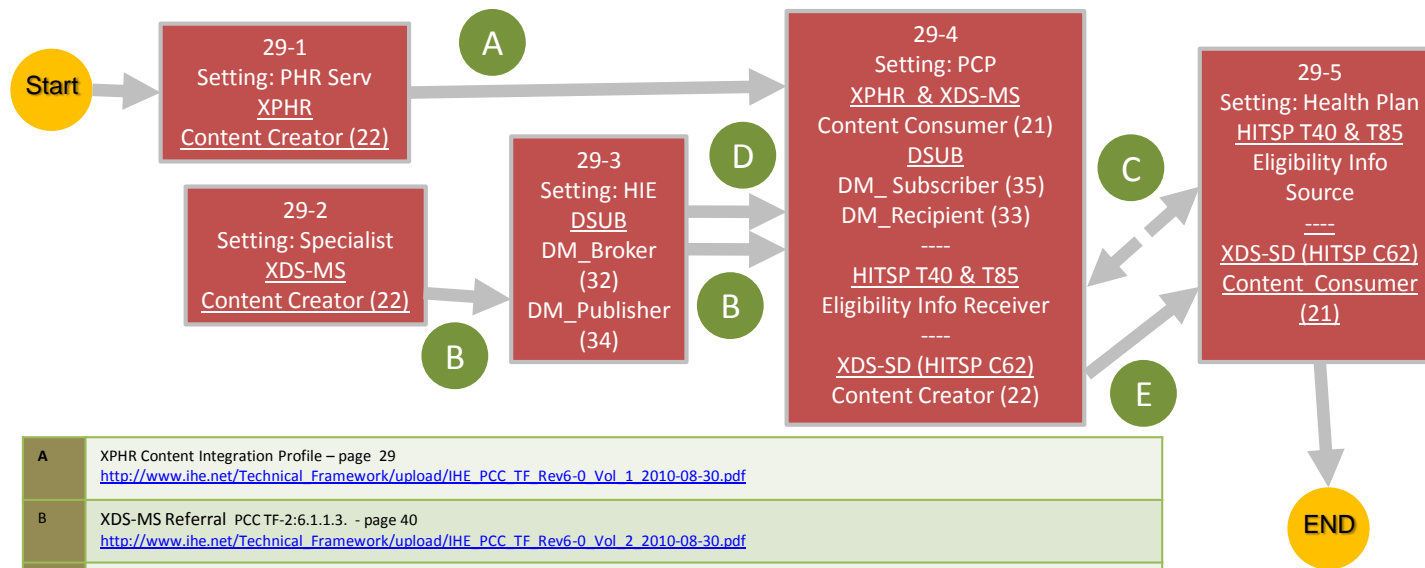 Start
29-1
Setting: PHR Serv
XPHR
Content Creator (22)
A
29-2
Setting: Specialist
XDS-MS
Content Creator (22)
B
29-3
Setting: HIE
DSUB
DM_Broker
(32)
DM_Publisher
(34)
D
B
29-4
Setting: PCP
XPHR & XDS-MS
Content Consumer (21)
DSUB
DM_ Subscriber (35)
DM_Recipient (33)
----
HITSP T40 & T85
Eligibility Info Receiver
----
XDS-SD (HITSP C62)
Content Creator (22)
C
E
29-5
Setting: Health Plan
HITSP T40 & T85
Eligibility Info
Source
----
XDS-SD (HITSP C62)
Content Consumer
(21)
END
A XPHR Content Integration Profile – page 29
http://www.ihe.net/Technical_Framework/upload/IHE_PCC_TF_Rev6-0_Vol_1_2010-08-30.pdf
B XDS-MS Referral PCC TF-2:6.1.1.3. - page 40
http://www.ihe.net/Technical_Framework/upload/IHE_PCC_TF_Rev6-0_Vol_2_2010-08-30.pdf